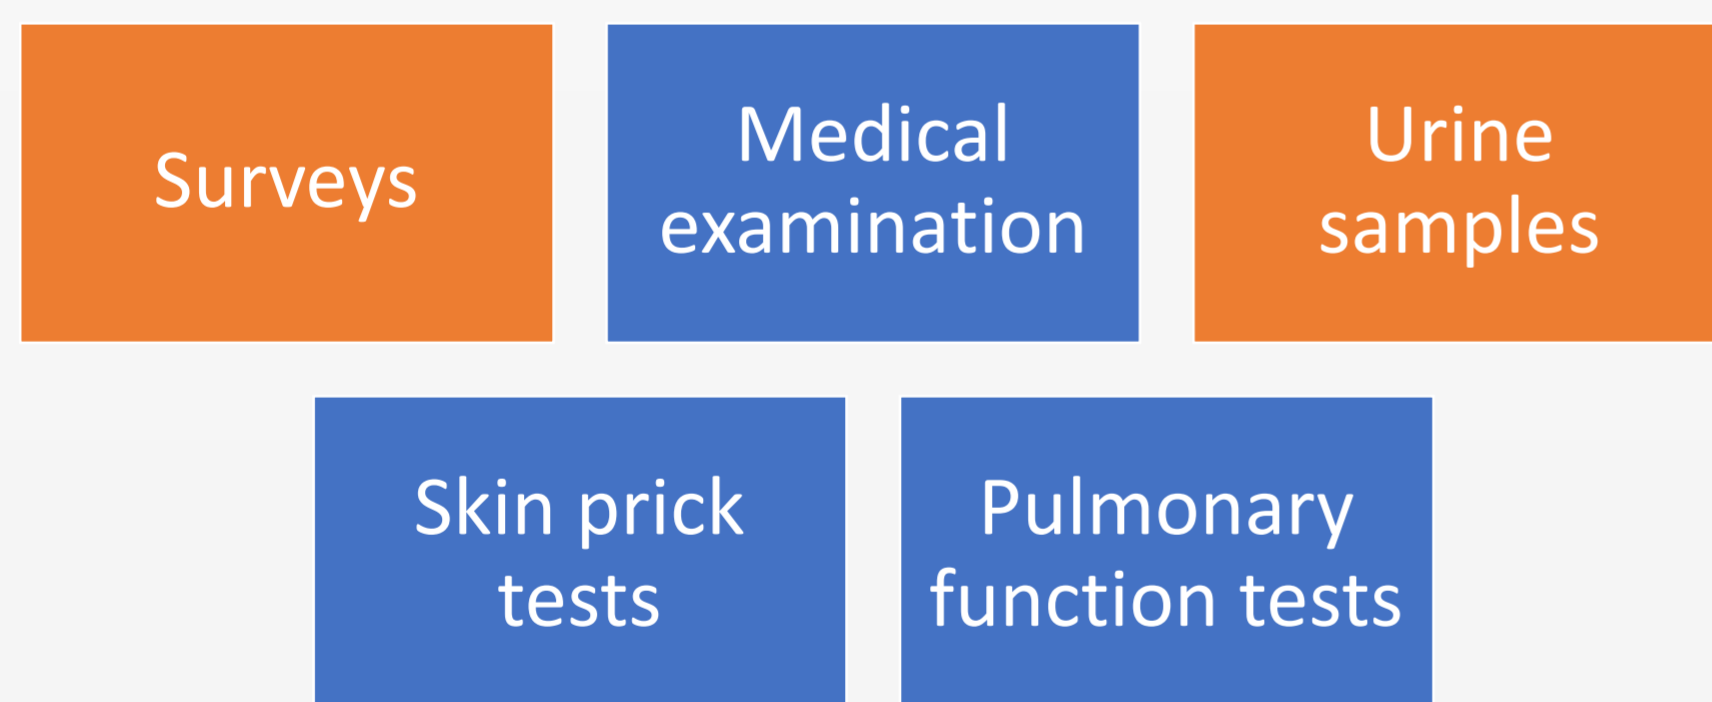 Surveys
Medical
examination
Urine
samples
Skin prick
tests
Pulmonary
function tests